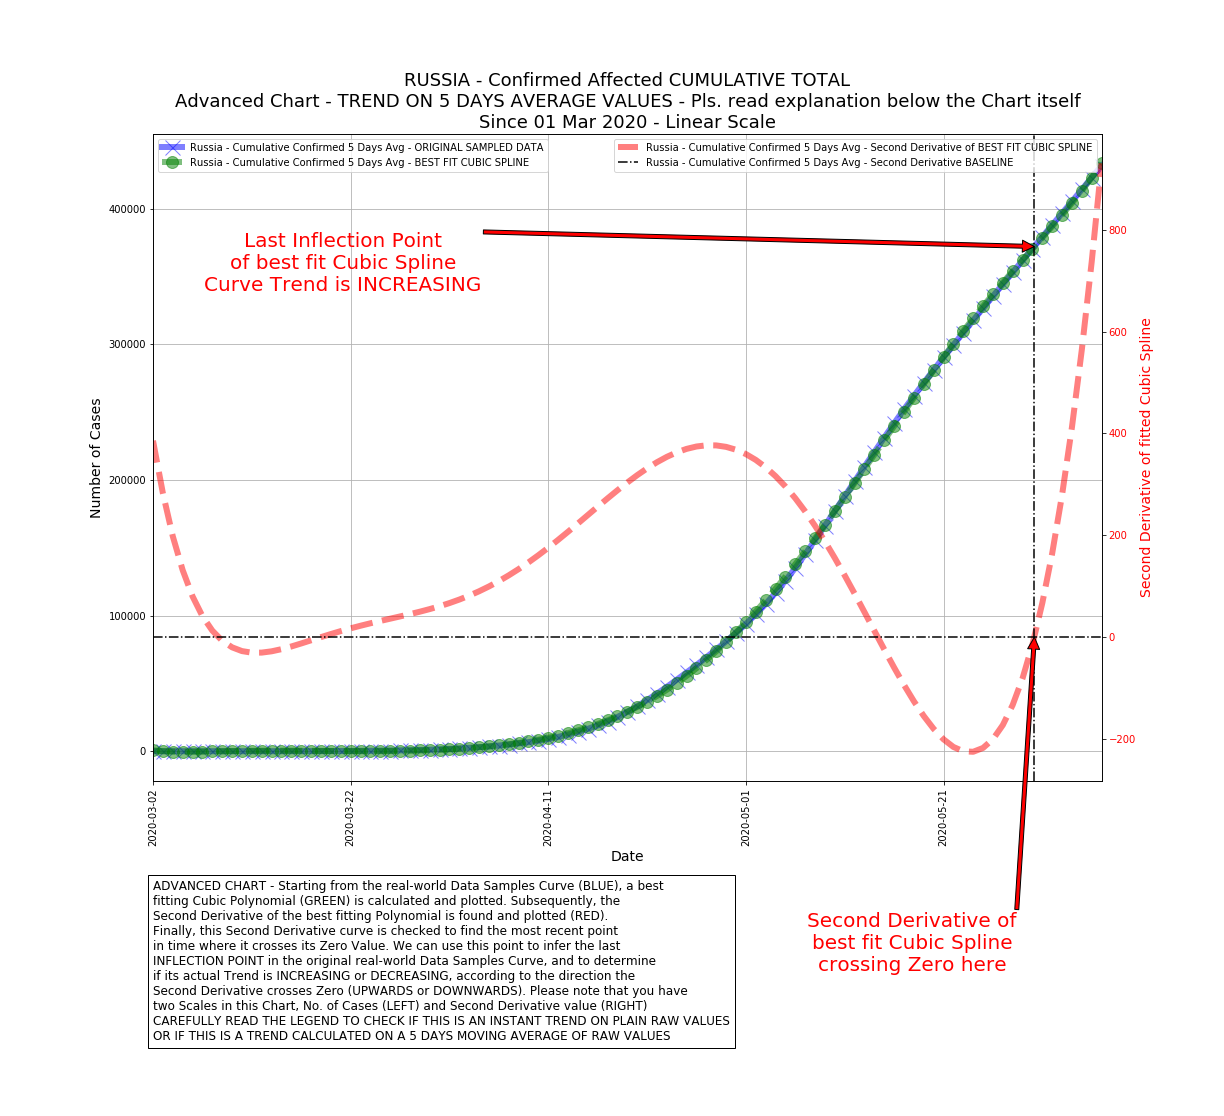 RUSSIA - Confirmed Affected CUMULATIVE TOTAL
Advanced Chart - TREND ON 5 DAYS AVERAGE VALUES - Pls. read explanation below the Chart itself
Since 01 Mar 2020 - Linear Scale
Russia - Cumulative Confirmed 5 Days Avg - ORIGINAL SAMPLED DATA
Russia - Cumulative Confirmed 5 Days Avg - BEST FIT CUBIC SPLINE
Russia - Cumulative Confirmed 5 Days Avg - Second Derivative of BEST FIT CUBIC SPLINE
Russia - Cumulative Confirmed 5 Days Avg - Second Derivative BASELINE
Last Inflection Point
of best fit Cubic Spline
Curve Trend is INCREASING
Number of Cases
400000
300000
200000
100000
0
800
600
400
200
0
−200
Second Derivative of fitted Cubic Spline
2020-03-02
2020-03-22
2020-04-11
2020-05-01
2020-05-21
Date
ADVANCED CHART - Starting from the real-world Data Samples Curve (BLUE), a best
fitting Cubic Polynomial (GREEN) is calculated and plotted. Subsequently, the
Second Derivative of the best fitting Polynomial is found and plotted (RED).
Finally, this Second Derivative curve is checked to find the most recent point
in time where it crosses its Zero Value. We can use this point to infer the last
INFLECTION POINT in the original real-world Data Samples Curve, and to determine
if its actual Trend is INCREASING or DECREASING, according to the direction the
Second Derivative crosses Zero (UPWARDS or DOWNWARDS). Please note that you have
two Scales in this Chart, No. of Cases (LEFT) and Second Derivative value (RIGHT)
CAREFULLY READ THE LEGEND TO CHECK IF THIS IS AN INSTANT TREND ON PLAIN RAW VALUES
OR IF THIS IS A TREND CALCULATED ON A 5 DAYS MOVING AVERAGE OF RAW VALUES
Second Derivative of
best fit Cubic Spline
crossing Zero here